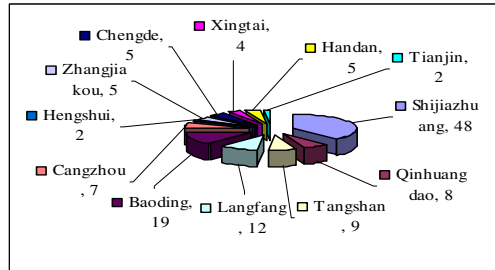 Xingtai,
4
Chengde,
5
Handan,
5
Tianjin,
2
Zhangjia
kou, 5
Shijiazhu
ang, 48
Hengshui,
2
Cangzhou
, 7
Qinhuang
dao, 8
Baoding,
19
Langfang
, 12
Tangshan
, 9